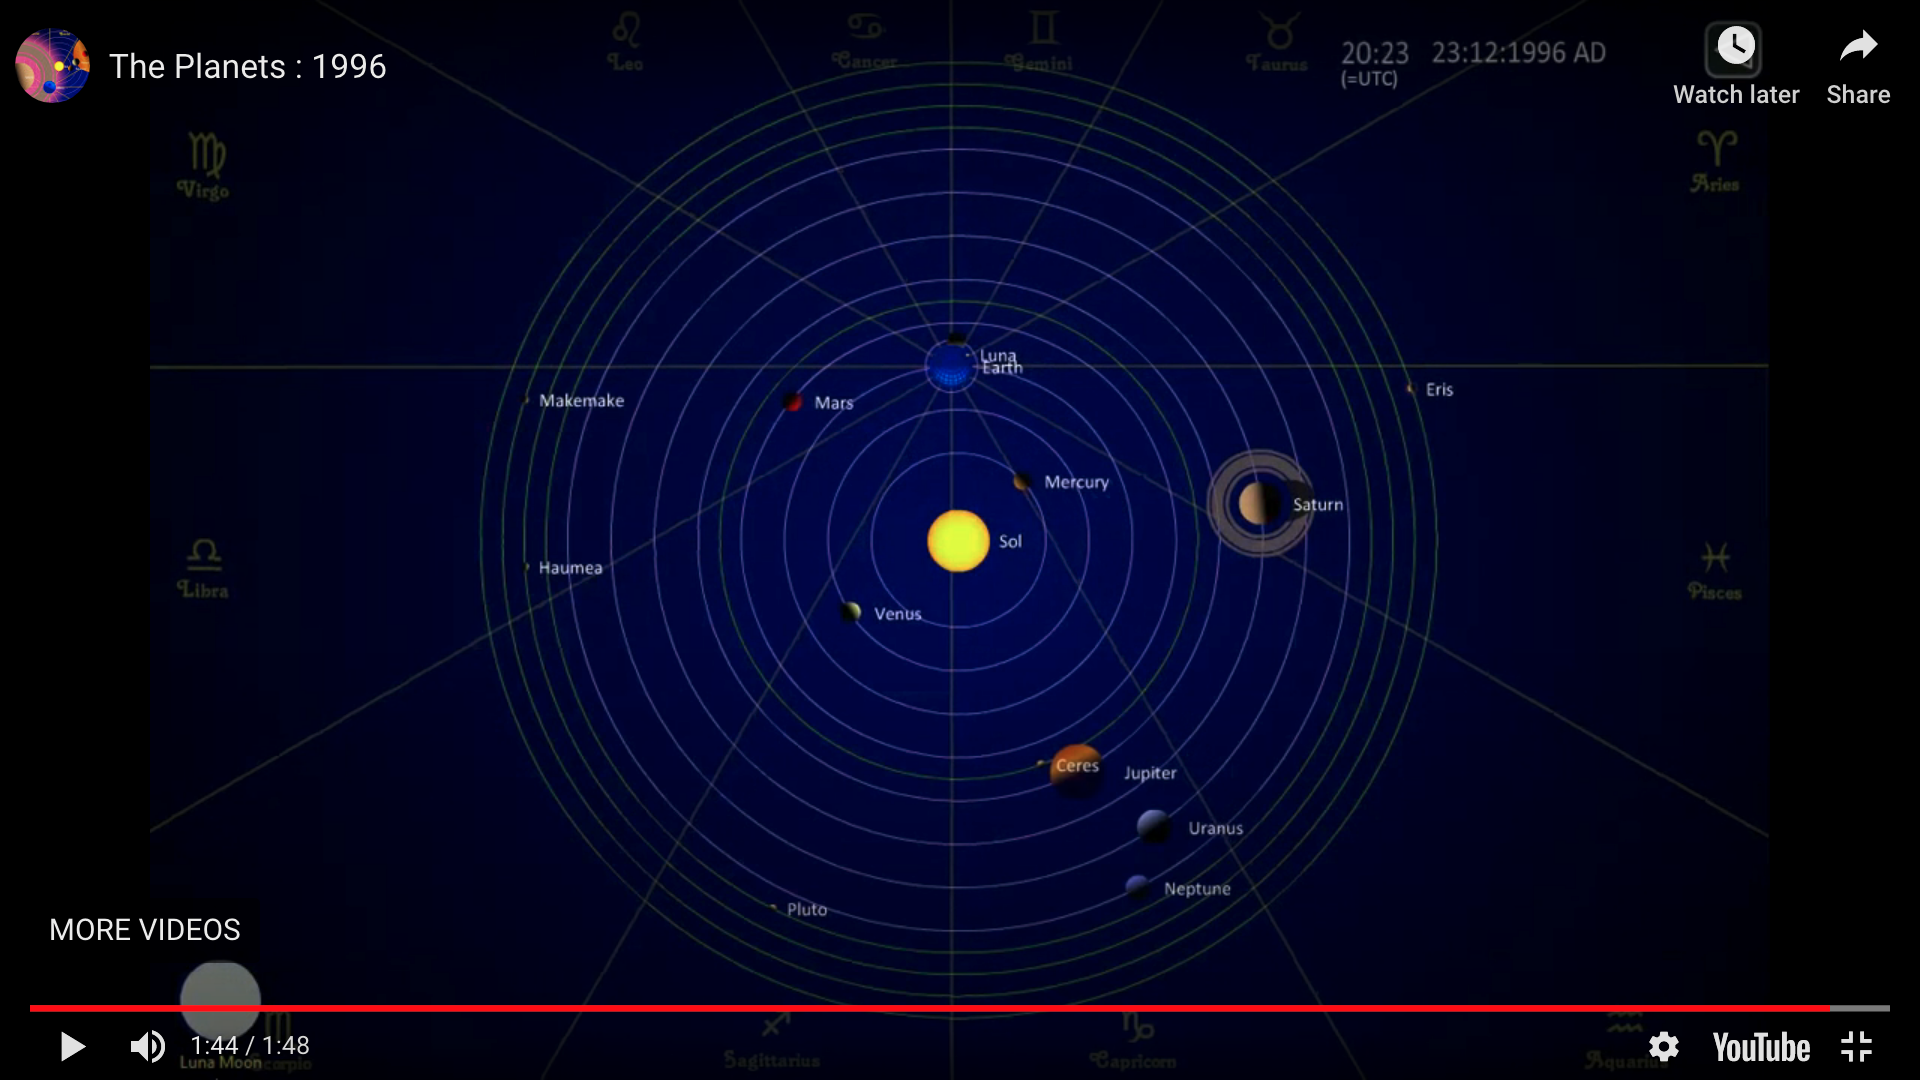 The Planets : 1996
Leo
Cancer
Gemini
Taurus
20:23 23:12:1996 AD
(=UTC)
Watch later
Share
Virgo
Aries
Luna
Earth
Makemake
Mars
Eris
Mercury
Saturn
Sol
Haumea
Libra
Pisces
Venus
Ceres
Jupiter
Uranus
Neptune
Pluto
MORE VIDEOS
1:44 / 1:48
YouTube
Luna Moon
Scorpio
Sagittarius
Capricorn
Aquarius